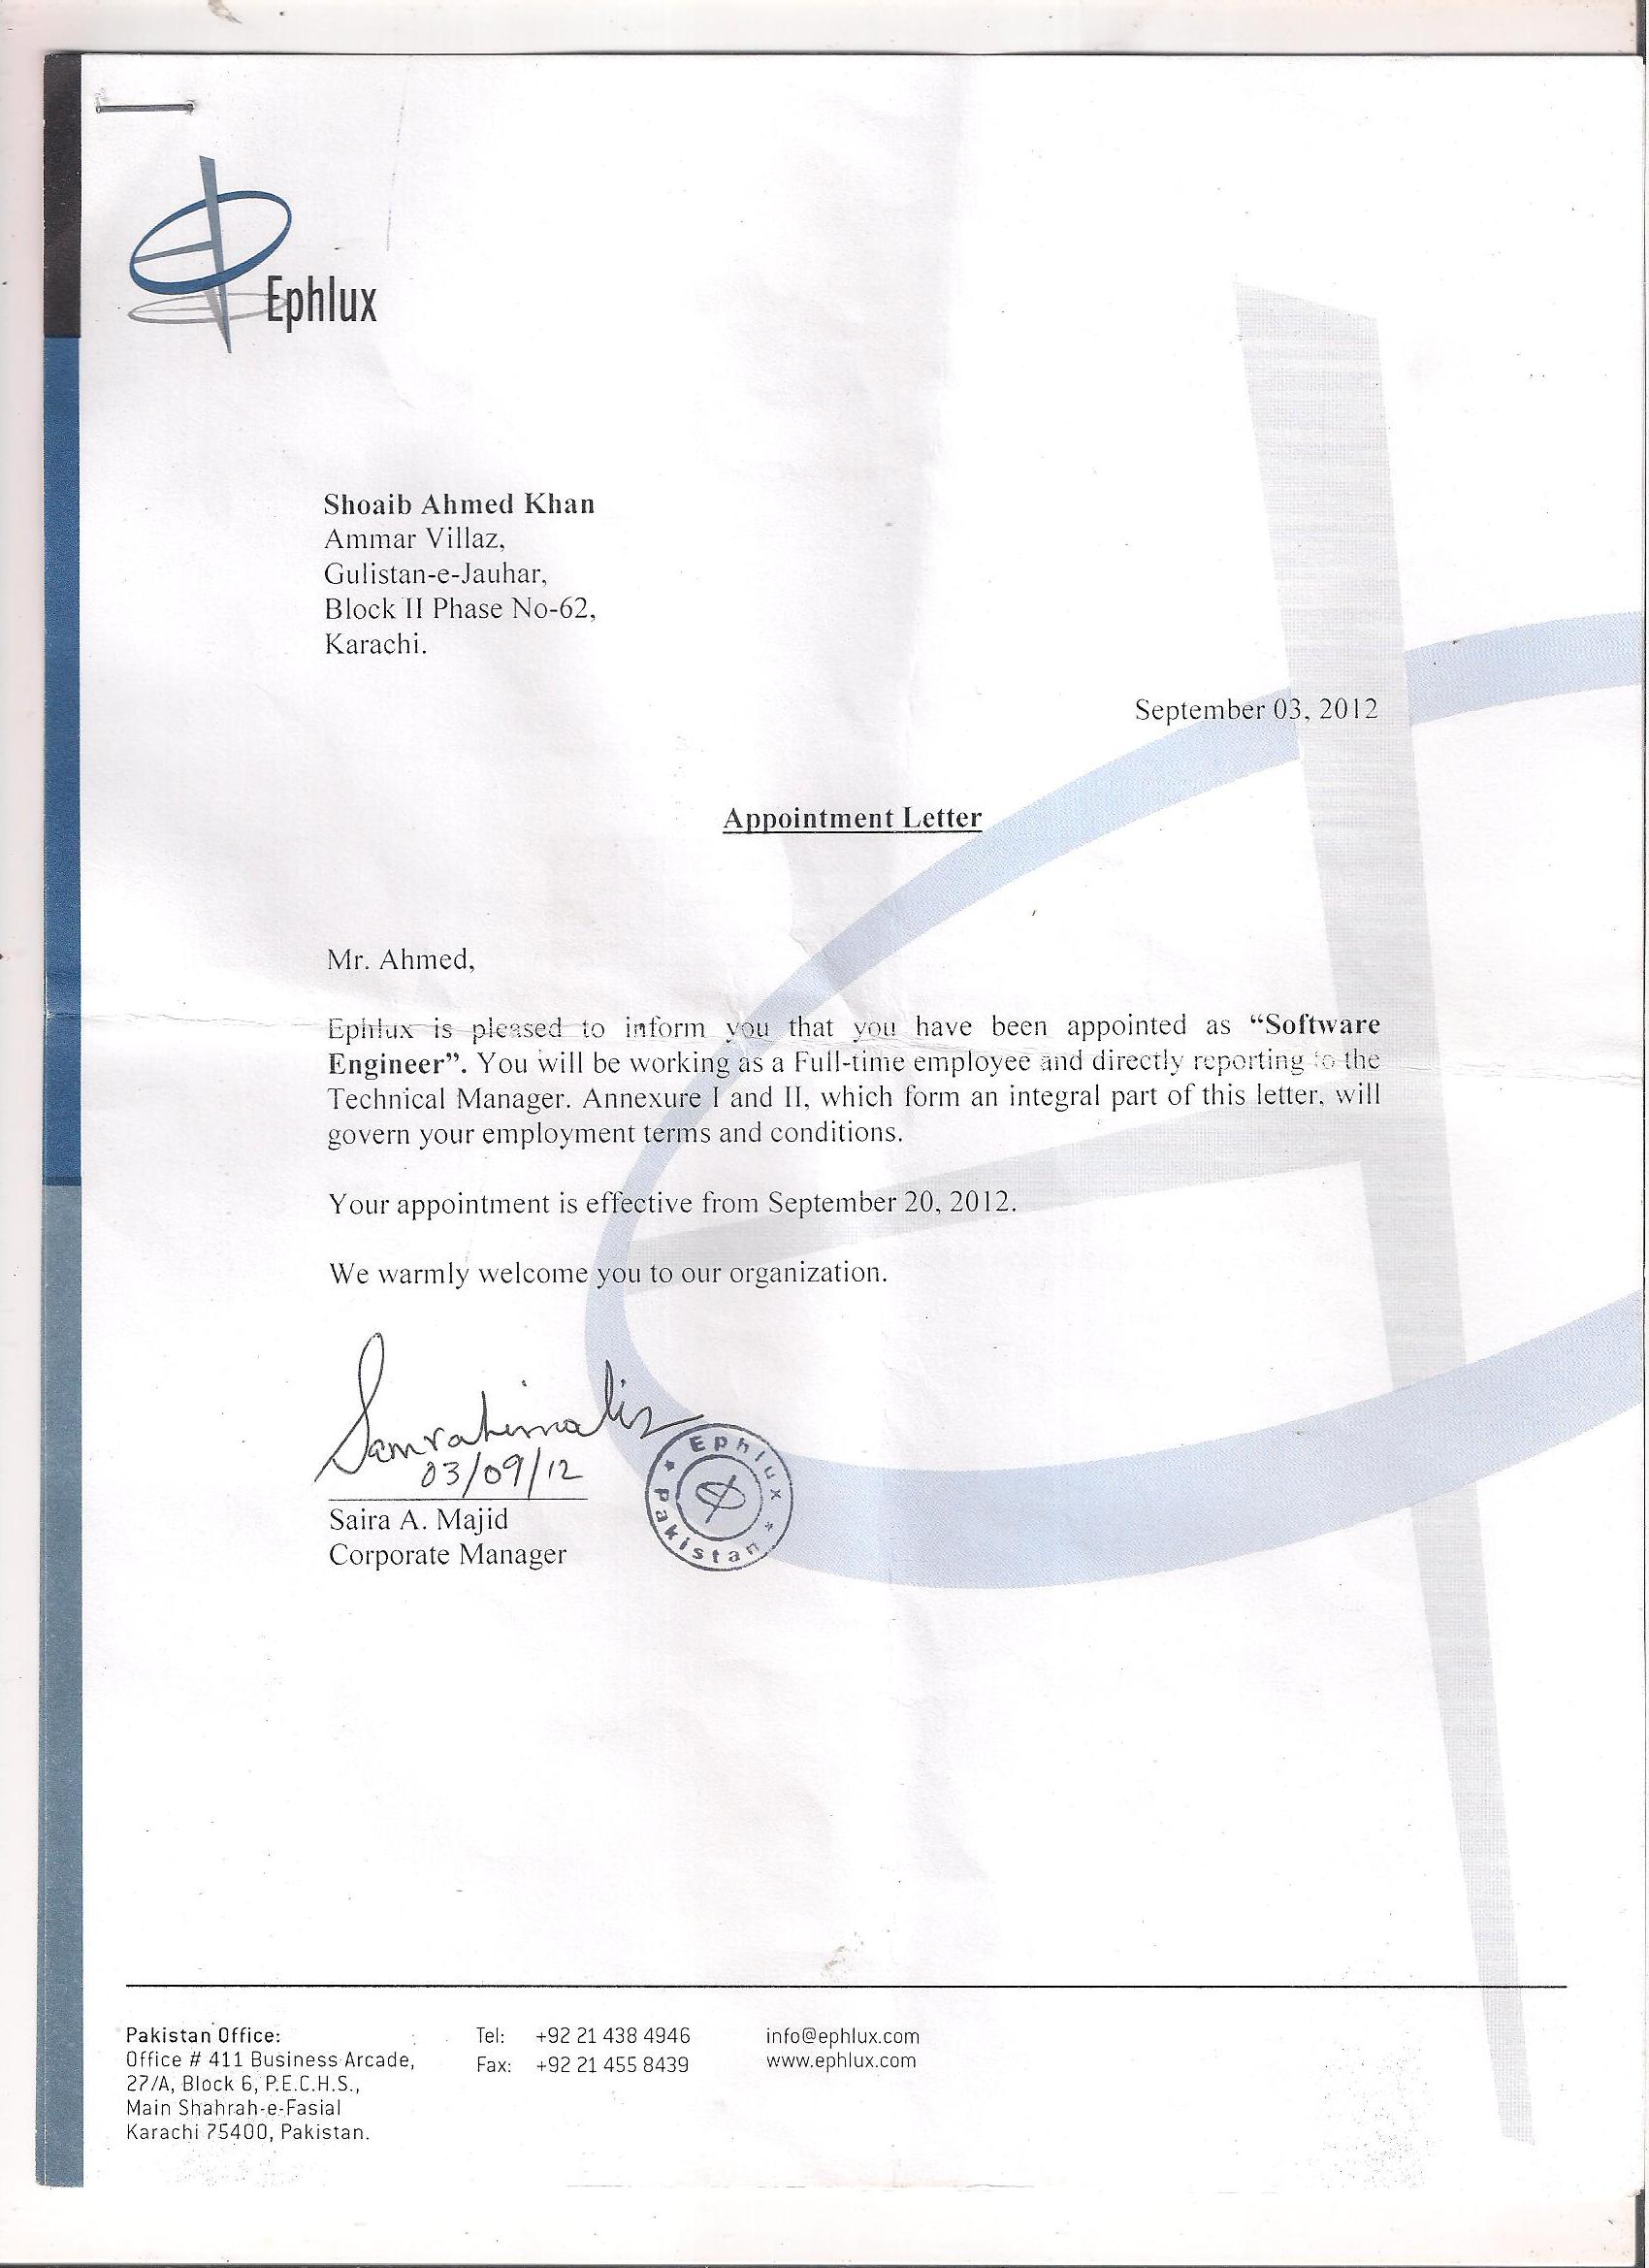 Ephlux
Shoaib Ahmed Khan
Ammar Villaz,
Gulistan-e-Jauhar,
Block II Phase No-62,
Karachi.
September 03, 2012
Appointment Letter
Mr. Ahmed,
Ephlux is pleased to inform you that you have been appointed as “Software
Engineer”. You will be working as a Full-time employee and directly reporting to the
Technical Manager. Annexure I and II, which form an integral part of this letter, will
govern your employment terms and conditions.
Your appointment is effective from September 20, 2012.
We warmly welcome you to our organization.
03/09/12
Saira A. Majid
Corporate Manager
Ephlux
Pakistan
Pakistan Office:
Office # 411 Business Arcade,
27/A, Block 6, P.E.C.H.S.,
Main Shahrah-e-Fasial
Karachi 75400, Pakistan.
Tel: +92 21 438 4946
Fax: +92 21 455 8439
info@ephlux.com
www.ephlux.com